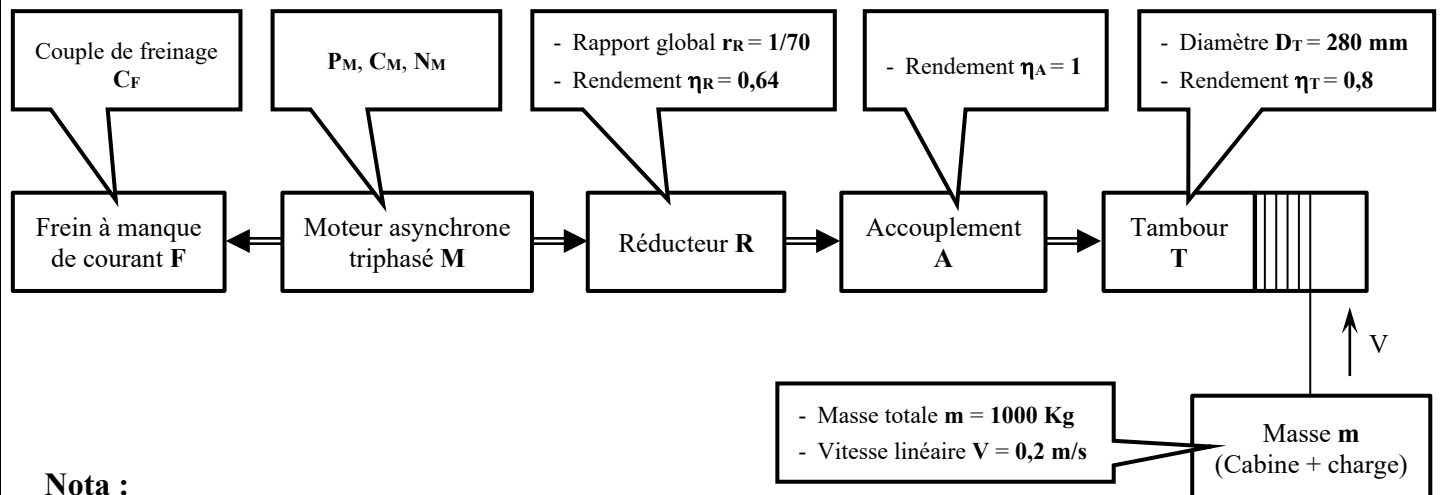 Couple de freinage
CF
PM, CM, NM
- Rapport global rR = 1/70
- Rendement ηR = 0,64
- Rendement ηA = 1
- Diamètre DT = 280 mm
- Rendement ηT = 0,8
Frein à manque
de courant F
Moteur asynchrone
triphasé M
Réducteur R
Accouplement
A
Tambour
T
V
- Masse totale m = 1000 Kg
- Vitesse linéaire V = 0,2 m/s
Masse m
(Cabine + charge)
Nota :